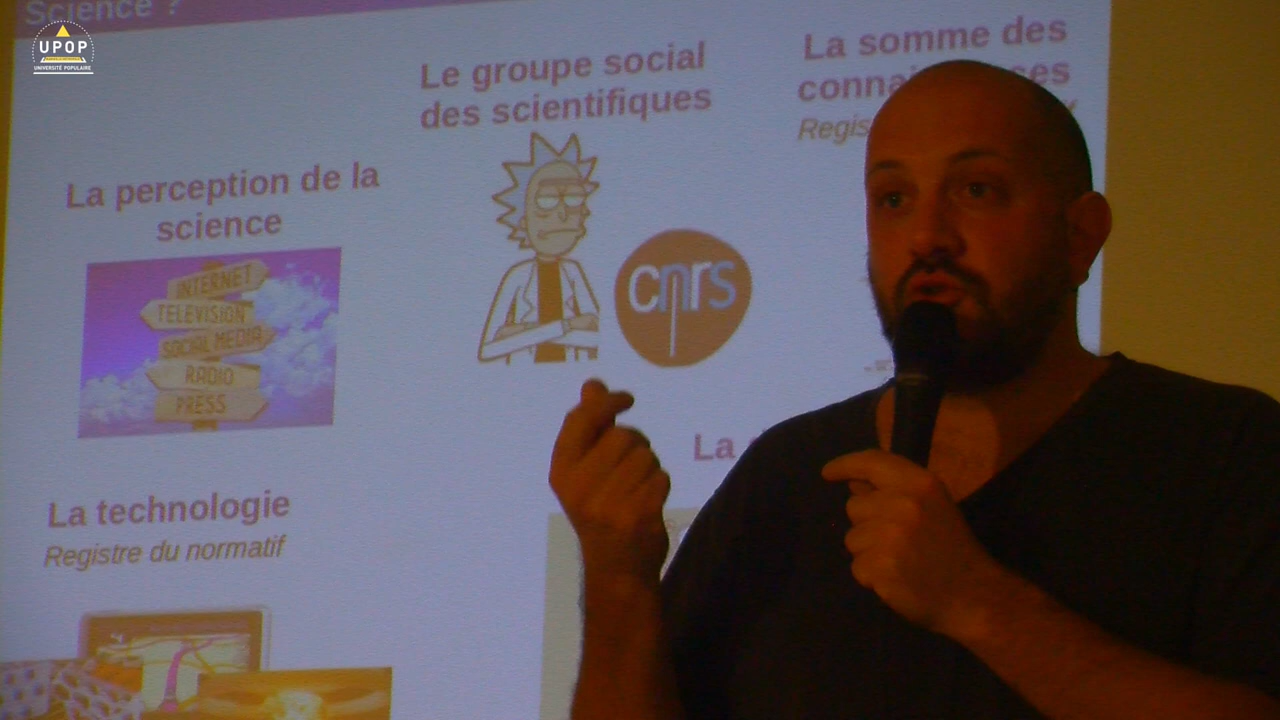 Science ?
UPOP
UNIVERSITÉ POPULAIRE
Le groupe social
des scientifiques
La somme des
La perception de la
science
INTERNET
TELEVISION
SOCIAL MEDIA
RADIO
PRESS
cnrs
La
La technologie
Registre du normatif